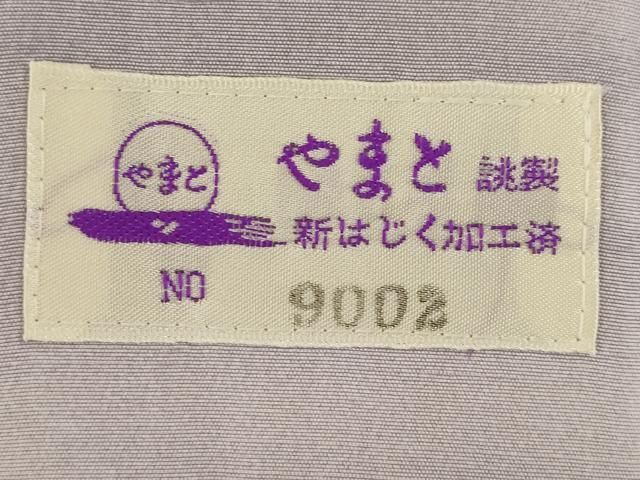 やまと
やまと 誂製
新はじく加工済
NO 9002